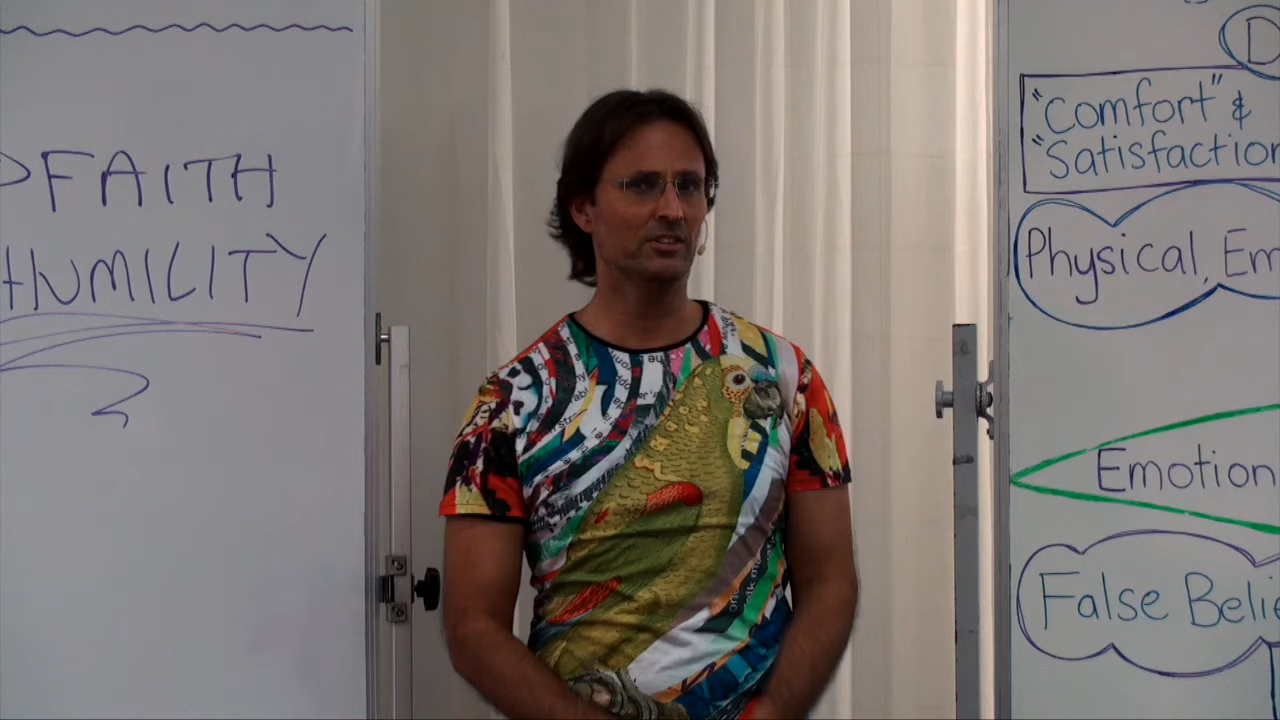 FAITH
HUMILITY
D
"Comfort" &
"Satisfaction
Physical, Em
Emotion
False Belie